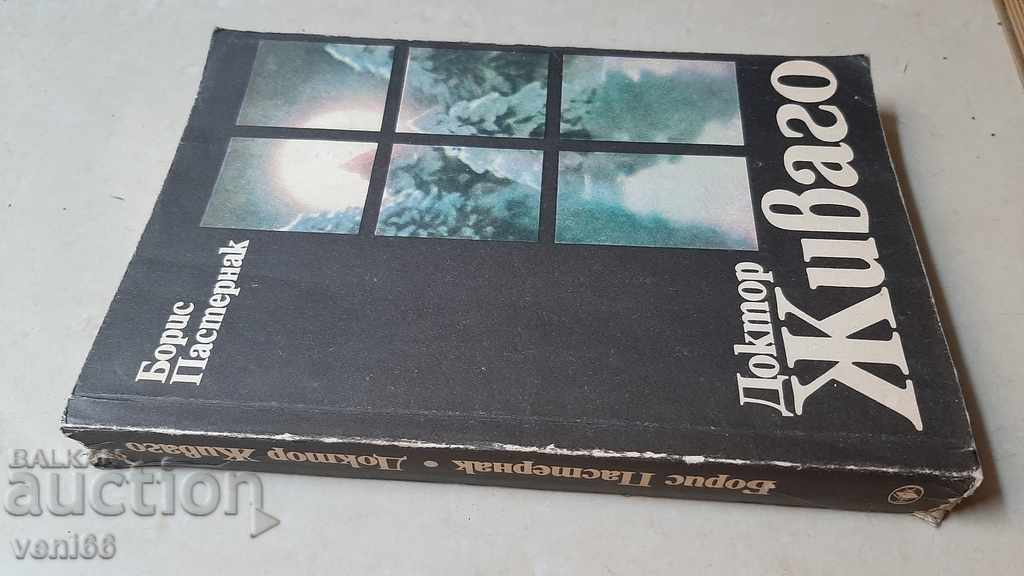 Борис
Пастернак
Доктор
Живаго
Борис Пастернак • Доктор Живаго
BALKAN
auction
veni66